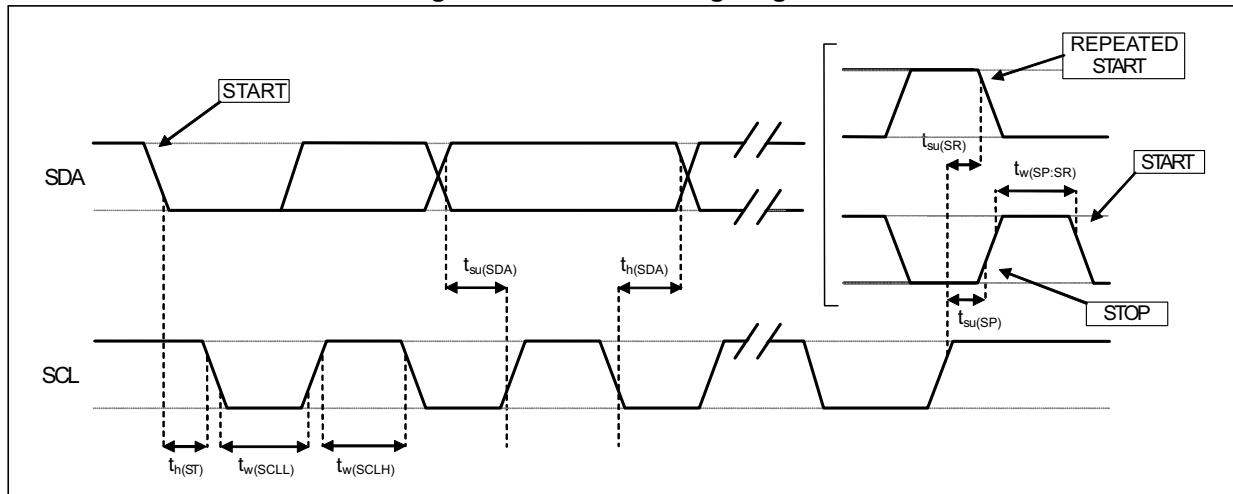 REPEATED
START
START
t_su(SR)
t_w(SP:SR)
START
SDA
t_su(SDA)
t_h(SDA)
t_su(SP)
STOP
SCL
t_h(ST)
t_w(SCLL)
t_w(SCLH)